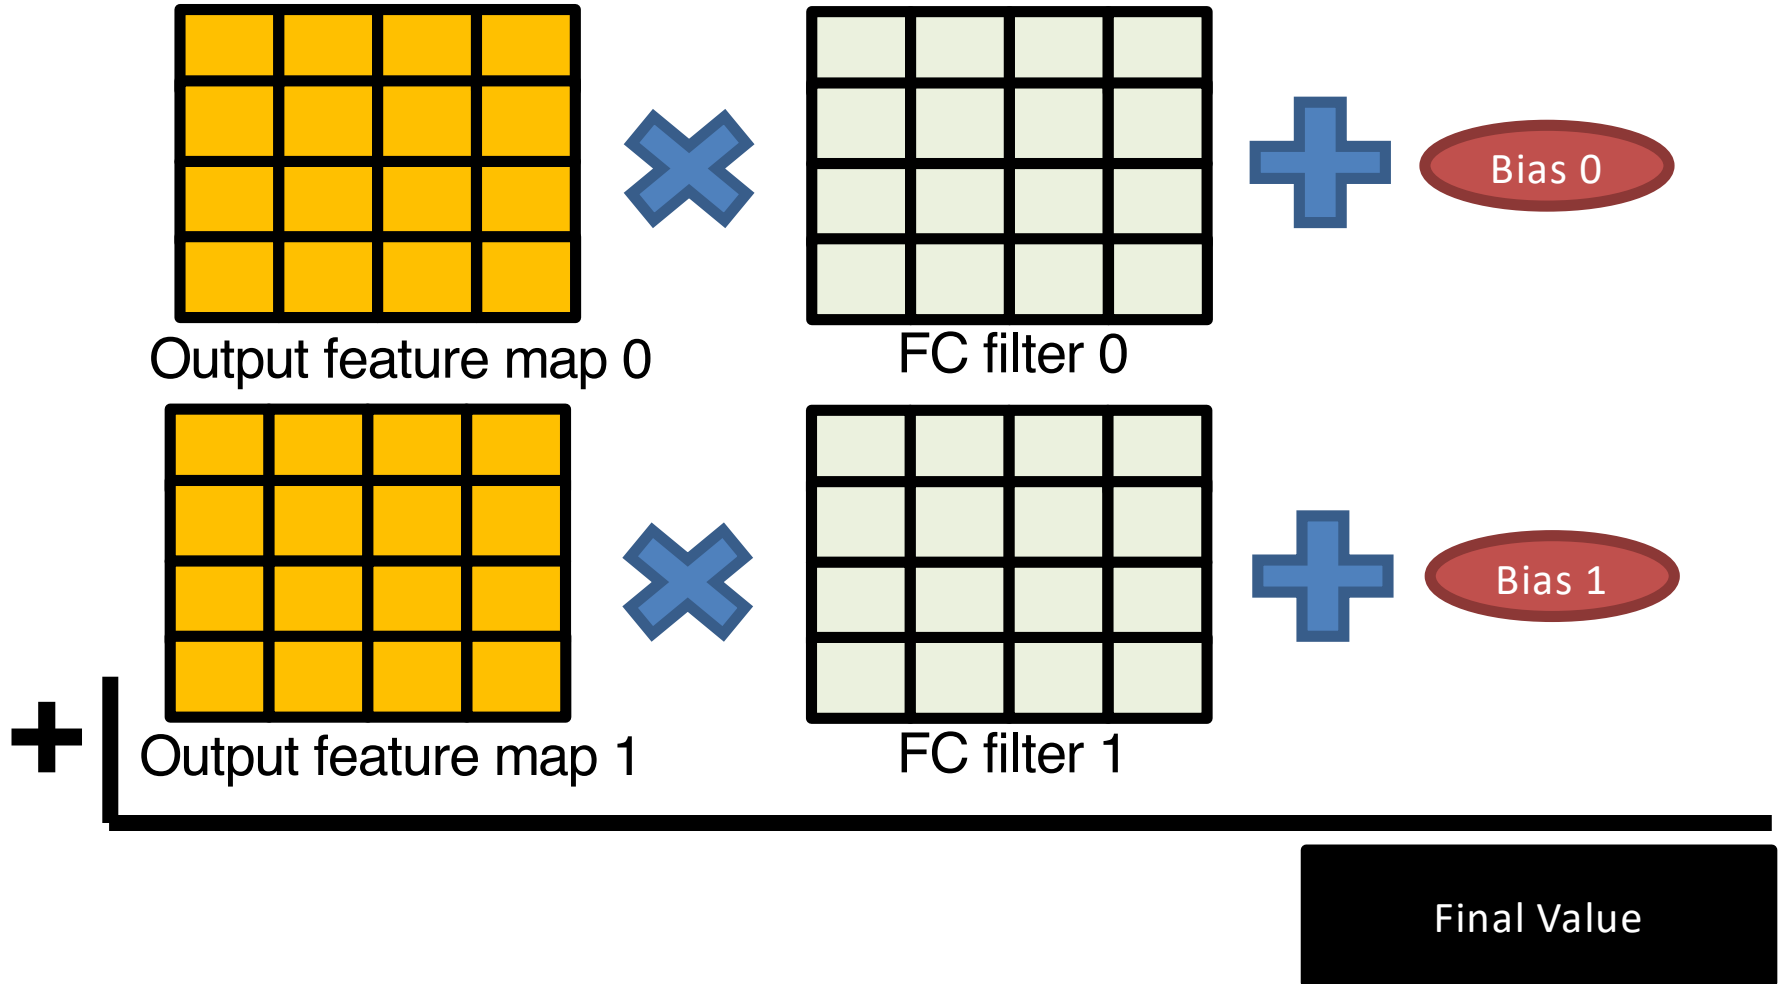 Bias 0
Output feature map 0
FC filter 0
Bias 1
Output feature map 1
FC filter 1
Final Value